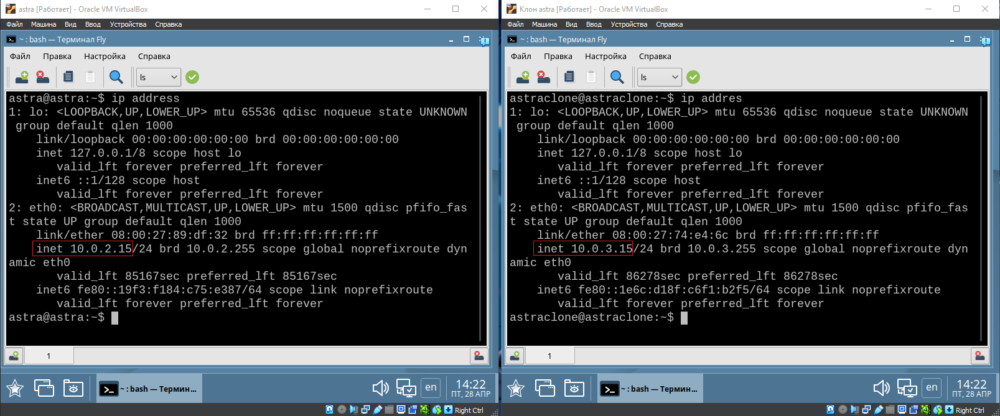 astra [Работает] - Oracle VM VirtualBox
Файл Машина Вид Ввод Устройства Справка
~ : bash — Терминал Fly
Файл Правка Настройка Справка
ls
astra@astra:~$ ip address
1: lo: <LOOPBACK,UP,LOWER_UP> mtu 65536 qdisc noqueue state UNKNOWN
group default qlen 1000
link/loopback 00:00:00:00:00:00 brd 00:00:00:00:00:00
inet 127.0.0.1/8 scope host lo
valid_lft forever preferred_lft forever
inet6 ::1/128 scope host
valid_lft forever preferred_lft forever
2: eth0: <BROADCAST,MULTICAST,UP,LOWER_UP> mtu 1500 qdisc pfifo_fas
t state UP group default qlen 1000
link/ether 08:00:27:89:df:32 brd ff:ff:ff:ff:ff:ff
inet 10.0.2.15/24 brd 10.0.2.255 scope global noprefixroute dyn
amic eth0
valid_lft 85167sec preferred_lft 85167sec
inet6 fe80::19f3:f184:c75:e387/64 scope link noprefixroute
valid_lft forever preferred_lft forever
astra@astra:~$
1
~ : bash — Термин...
en
14:22
ПТ, 28 АПР
Right Ctrl
Клон astra [Работает] - Oracle VM VirtualBox
Файл Машина Вид Ввод Устройства Справка
~ : bash — Терминал Fly
Файл Правка Настройка Справка
ls
astraclone@astraclone:~$ ip addres
1: lo: <LOOPBACK,UP,LOWER_UP> mtu 65536 qdisc noqueue state UNKNOWN
group default qlen 1000
link/loopback 00:00:00:00:00:00 brd 00:00:00:00:00:00
inet 127.0.0.1/8 scope host lo
valid_lft forever preferred_lft forever
inet6 ::1/128 scope host
valid_lft forever preferred_lft forever
2: eth0: <BROADCAST,MULTICAST,UP,LOWER_UP> mtu 1500 qdisc pfifo_fas
t state UP group default qlen 1000
link/ether 08:00:27:74:e4:6c brd ff:ff:ff:ff:ff:ff
inet 10.0.3.15/24 brd 10.0.3.255 scope global noprefixroute dyn
amic eth0
valid_lft 86278sec preferred_lft 86278sec
inet6 fe80::1e6c:d18f:c6f1:b2f5/64 scope link noprefixroute
valid_lft forever preferred_lft forever
astraclone@astraclone:~$
1
~ : bash — Термин...
en
14:22
ПТ, 28 АПР
Right Ctrl